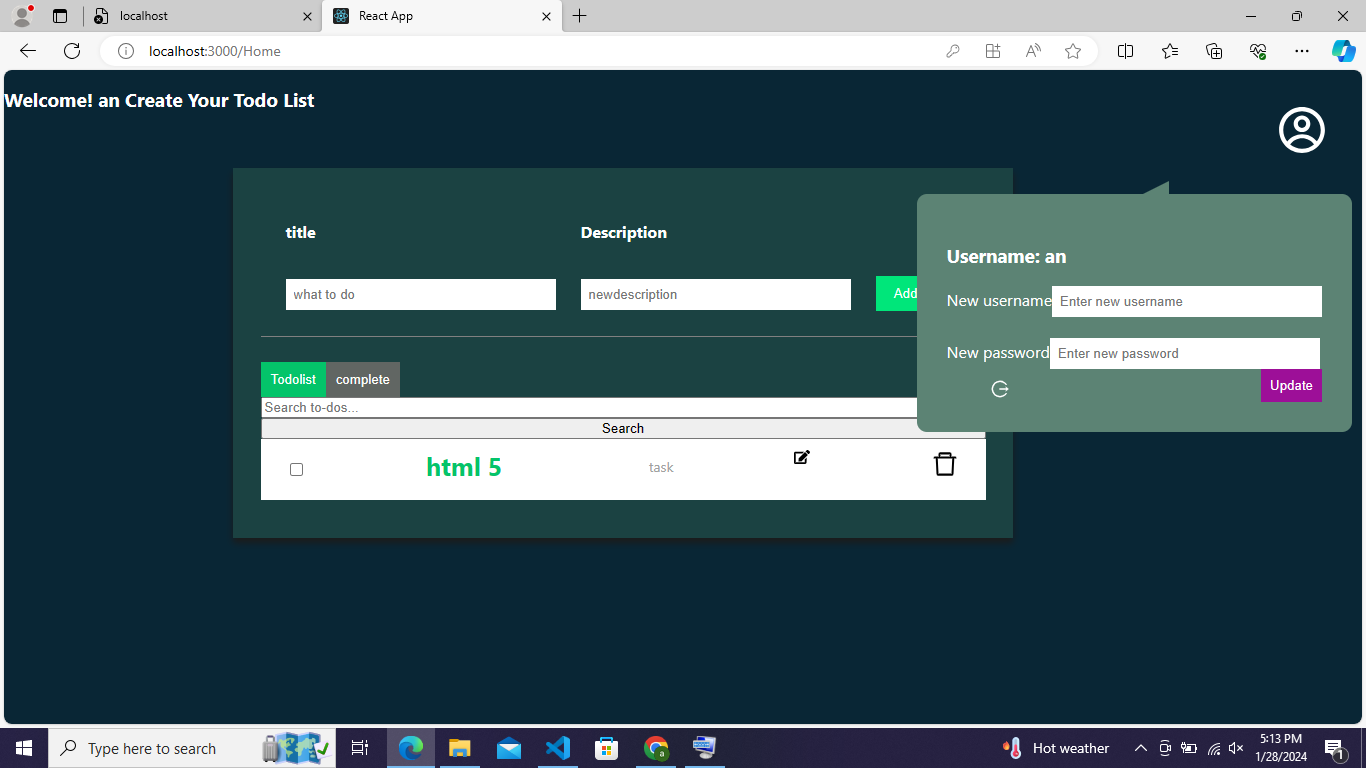 localhost
React App
localhost:3000/Home
Welcome! an Create Your Todo List
title
Description
what to do
newdescription
Add
Username: an
New username
Enter new username
New password
Enter new password
Update
Todolist
complete
Search to-dos...
Search
html 5
task
Type here to search
a
Hot weather
5:13 PM
1/28/2024
1